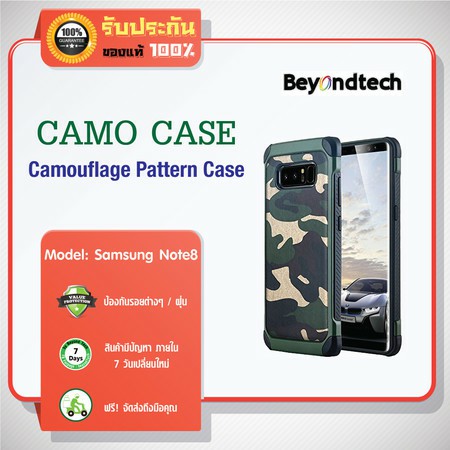 100%
GUARANTEE
รับประกัน
ของแท้ 100%
Beyondtech
CAMO CASE
Camouflage Pattern Case
Model: Samsung Note8
VALUE
PROTECTION
ป้องกันรอยต่างๆ / ฝุ่น
7
Days
สินค้ามีปัญหา ภายใน
7 วันเปลี่ยนใหม่
ฟรี! จัดส่งถึงมือคุณ